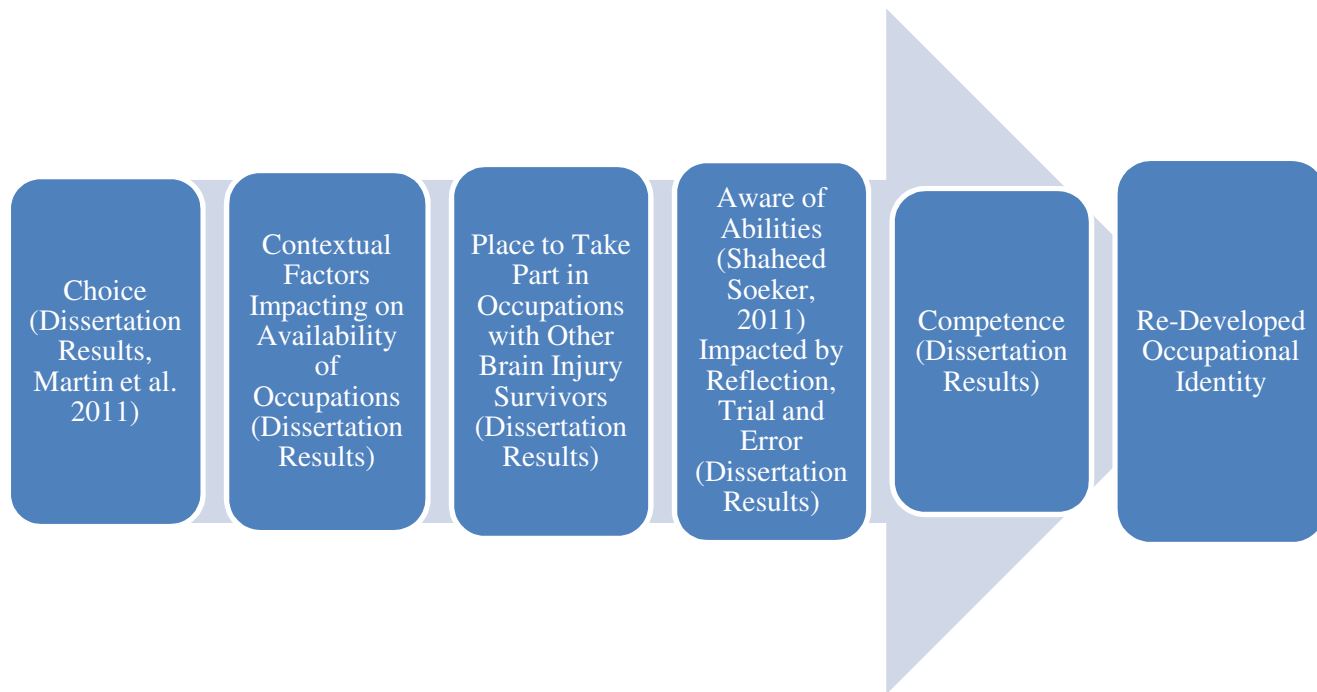 Choice
(Dissertation
Results,
Martin et al.
2011)
Contextual
Factors
Impacting on
Availability
of
Occupations
(Dissertation
Results)
Place to Take
Part in
Occupations
with Other
Brain Injury
Survivors
(Dissertation
Results)
Aware of
Abilities
(Shaheed
Soeker,
2011)
Impacted by
Reflection,
Trial and
Error
(Dissertation
Results)
Competence
(Dissertation
Results)
Re-Developed
Occupational
Identity